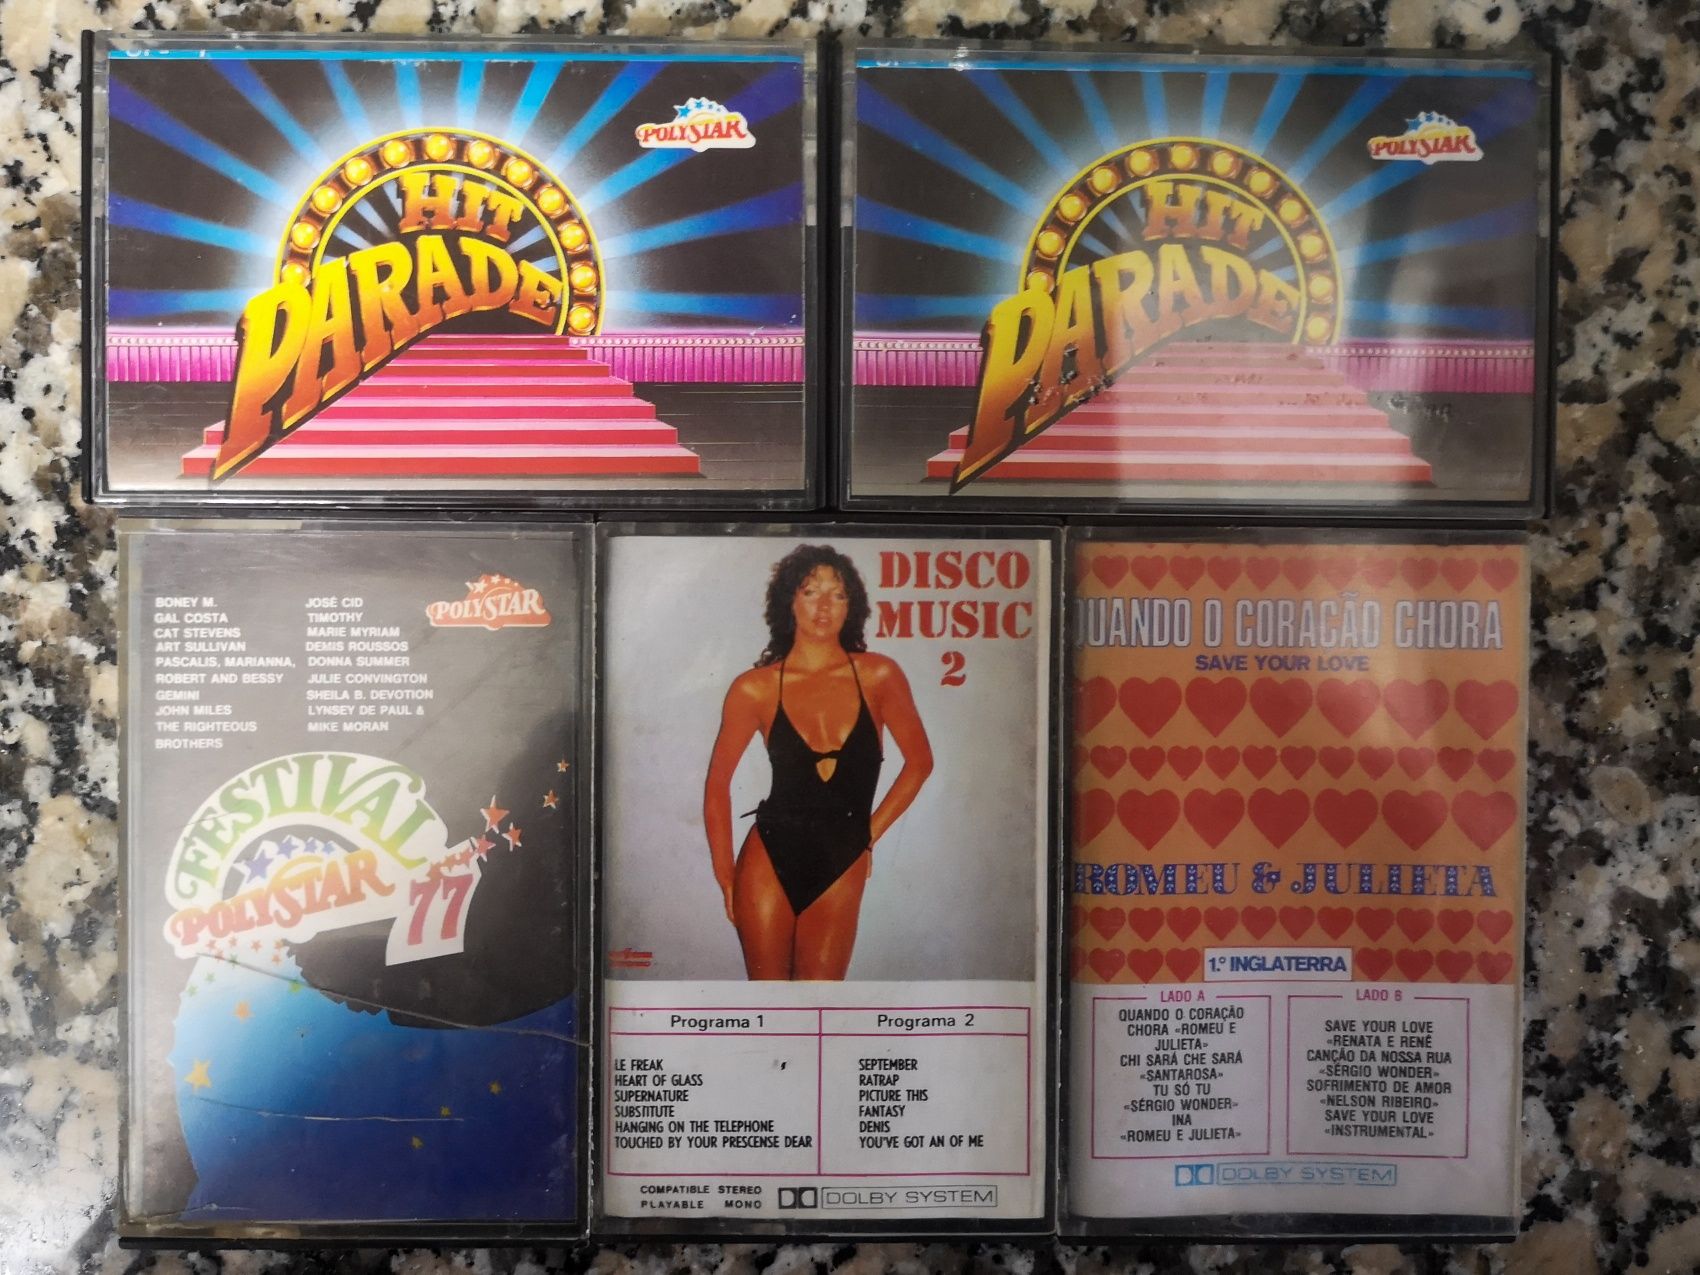 POLYSTAR
HIT
PARADE
POLYSTAR
HIT
PARADE
BONEY M.
GAL COSTA
CAT STEVENS
ART SULLIVAN
PASCALIS, MARIANNA,
ROBERT AND BESSY
GEMINI
JOHN MILES
THE RIGHTEOUS
BROTHERS
JOSÉ CID
TIMOTHY
MARIE MYRIAM
DEMIS ROUSSOS
DONNA SUMMER
JULIE CONVINGTON
SHEILA B. DEVOTION
LYNSEY DE PAUL &
MIKE MORAN
POLYSTAR
FESTIVAL
POLYSTAR
77
DISCO
MUSIC
2
Programa 1
LE FREAK
HEART OF GLASS
SUPERNATURE
SUBSTITUTE
HANGING ON THE TELEPHONE
TOUCHED BY YOUR PRESCENSE DEAR
Programa 2
SEPTEMBER
RATRAP
PICTURE THIS
FANTASY
DENIS
YOU'VE GOT AN OF ME
COMPATIBLE STEREO
PLAYABLE MONO
DOLBY SYSTEM
QUANDO O CORAÇÃO CHORA
SAVE YOUR LOVE
ROMEU & JULIETA
1.º INGLATERRA
LADO A
QUANDO O CORAÇÃO
CHORA «ROMEU E
JULIETA»
CHI SARÁ CHE SARÁ
«SANTAROSA»
TU SÓ TU
«SÉRGIO WONDER»
INA
«ROMEU E JULIETA»
LADO B
SAVE YOUR LOVE
«RENATA E RENÊ
CANÇÃO DA NOSSA RUA
«SÉRGIO WONDER»
SOFRIMENTO DE AMOR
«NELSON RIBEIRO»
SAVE YOUR LOVE
«INSTRUMENTAL»
DOLBY SYSTEM